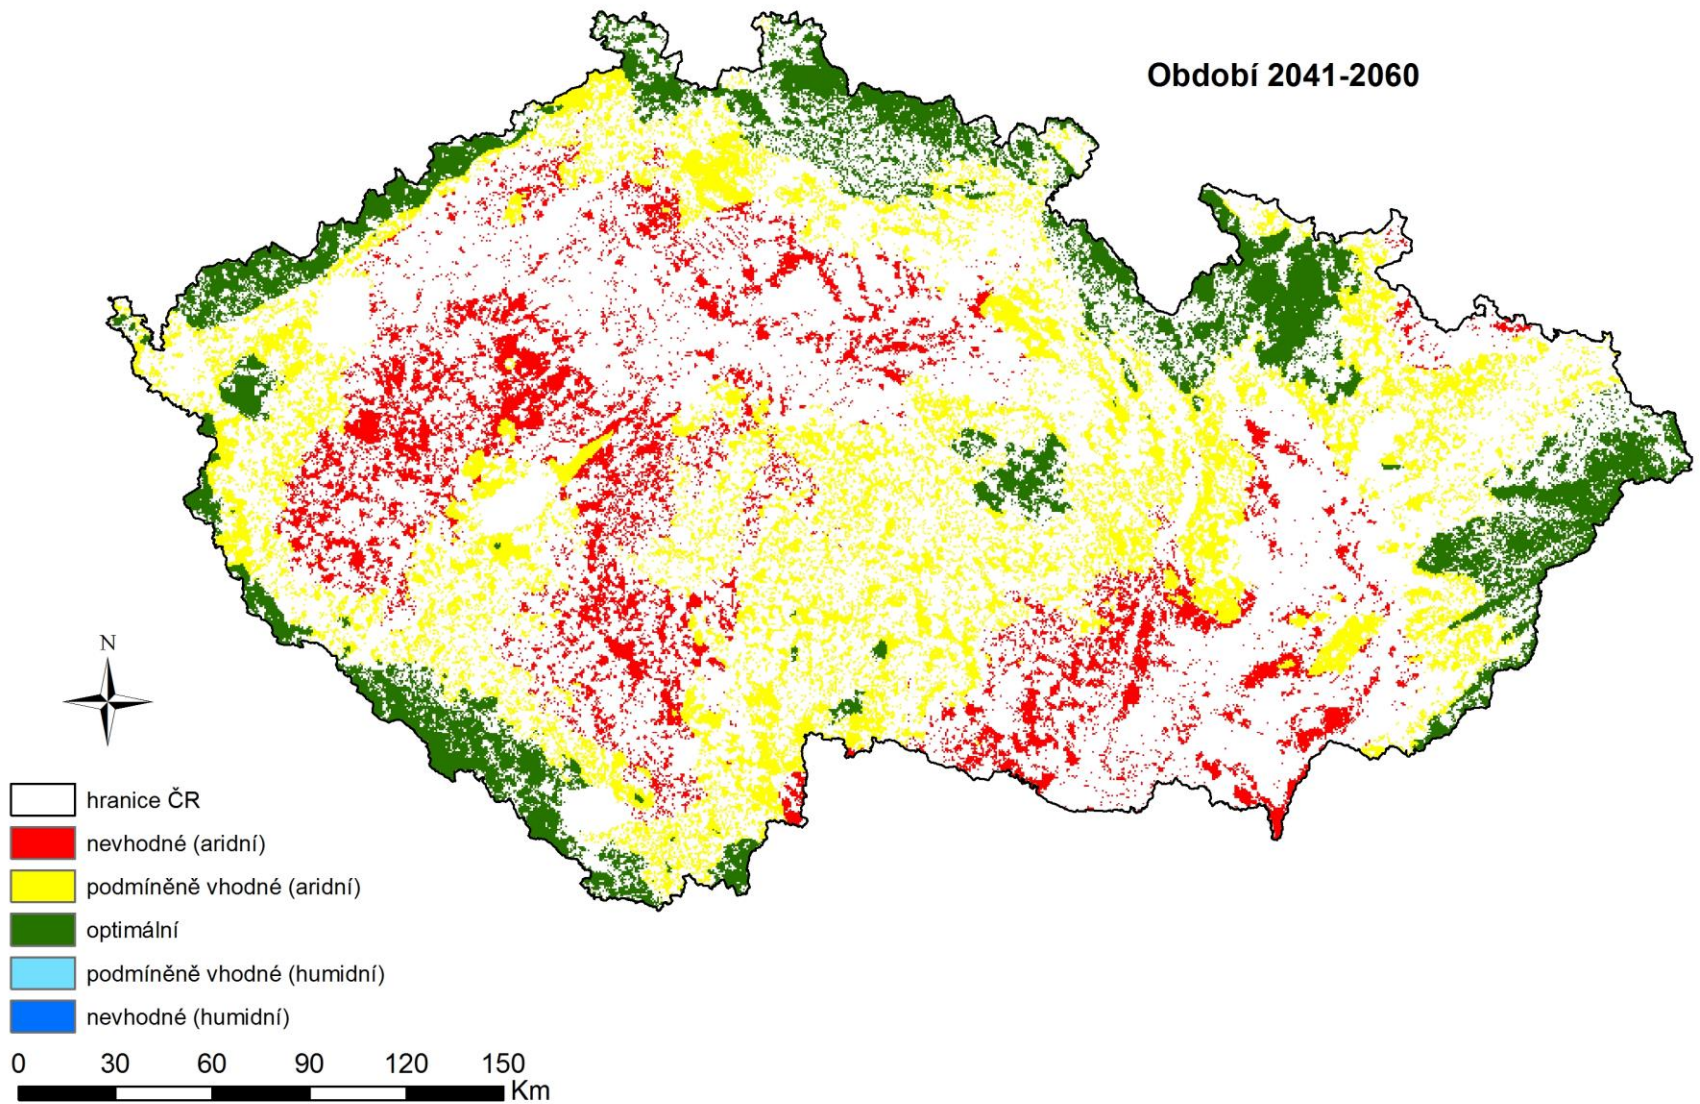 Období 2041-2060
N
hranice ČR
nevhodné (aridní)
podmíněně vhodné (aridní)
optimální
podmíněně vhodné (humidní)
nevhodné (humidní)
0 30 60 90 120 150
Km